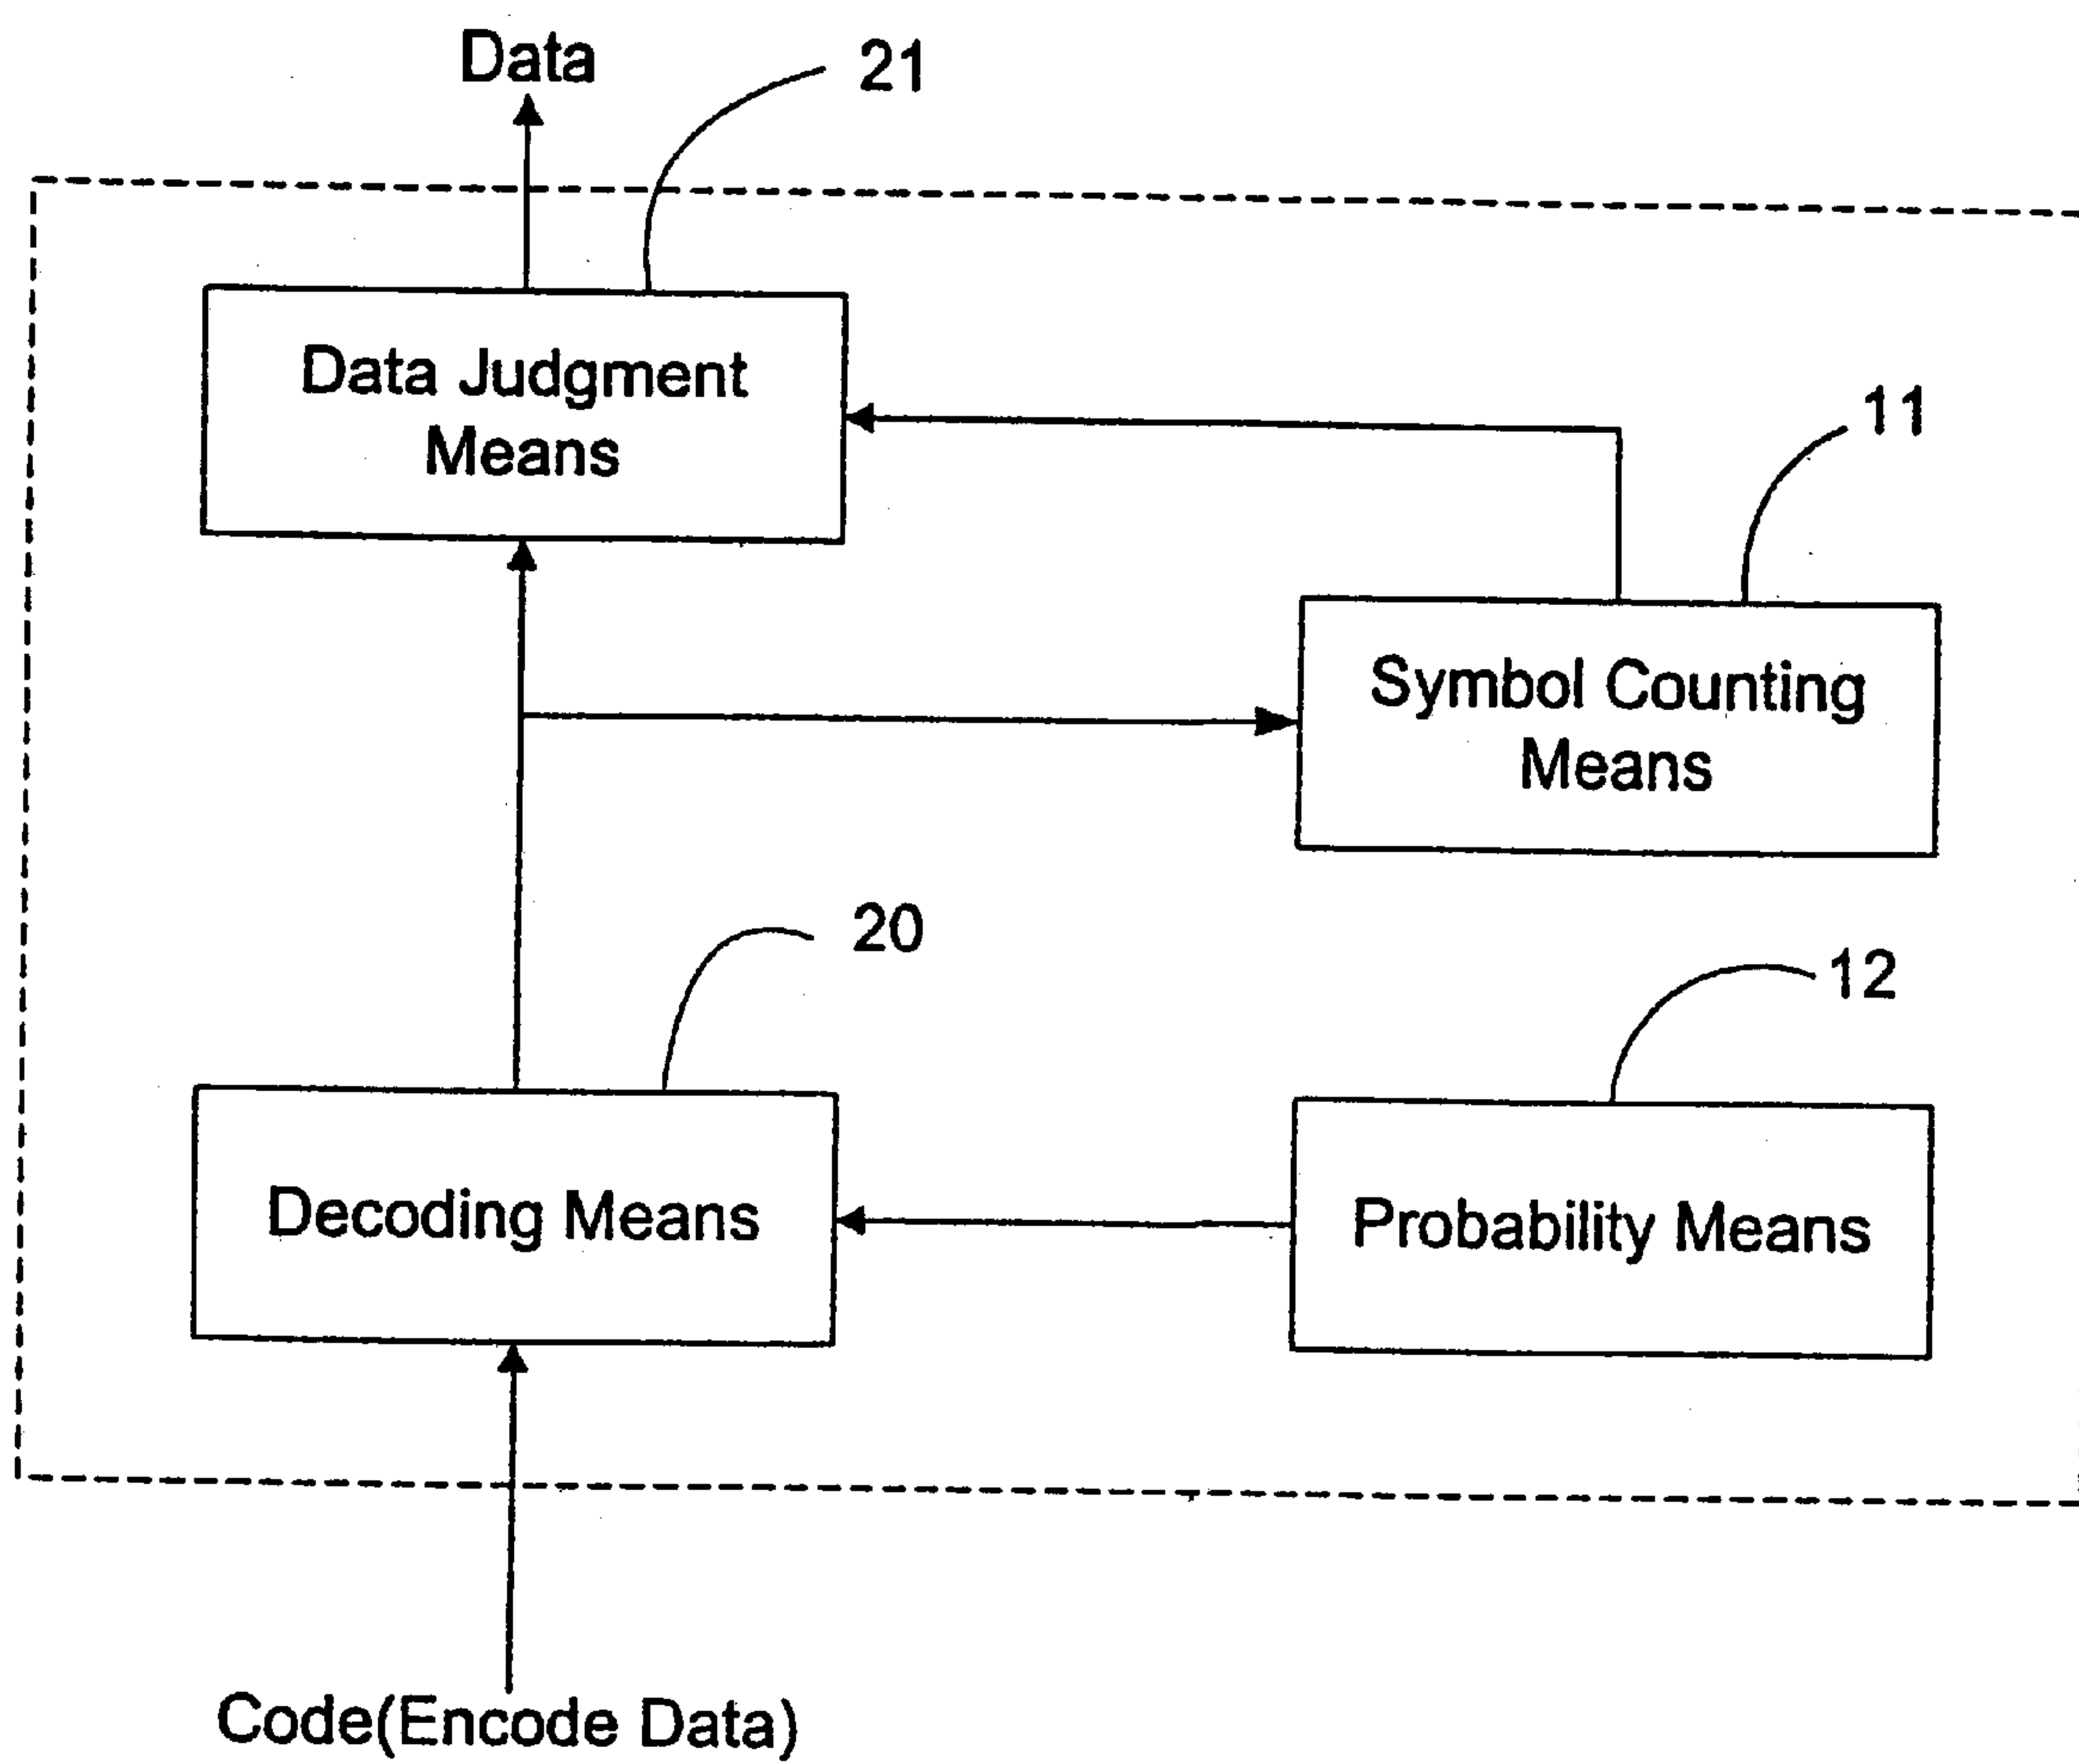 Data
21
Data Judgment
Means
11
Symbol Counting
Means
20
12
Decoding Means
Probability Means
Code(Encode Data)